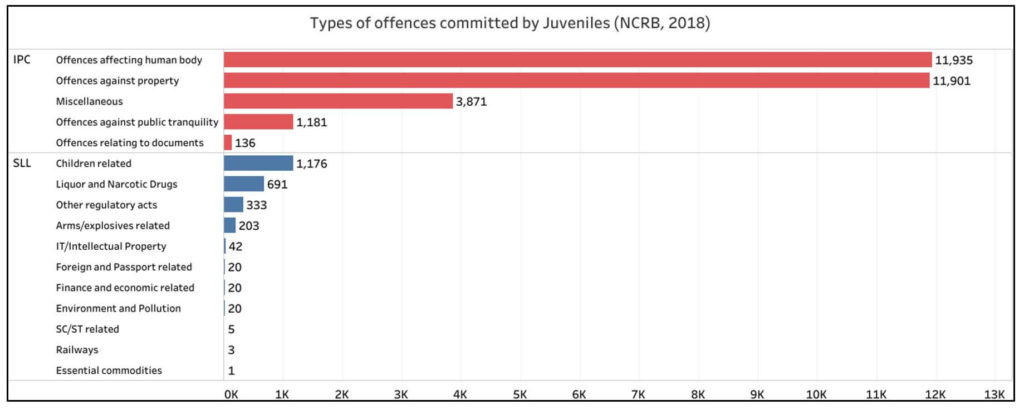 Types of offences committed by Juveniles (NCRB, 2018)
IPC Offences affecting human body 11,935
Offences against property 11,901
Miscellaneous 3,871
Offences against public tranquility 1,181
Offences relating to documents 136
SLL Children related 1,176
Liquor and Narcotic Drugs 691
Other regulatory acts 333
Arms/explosives related 203
IT/Intellectual Property 42
Foreign and Passport related 20
Finance and economic related 20
Environment and Pollution 20
SC/ST related 5
Railways 3
Essential commodities 1
0K 1K 2K 3K 4K 5K 6K 7K 8K 9K 10K 11K 12K 13K